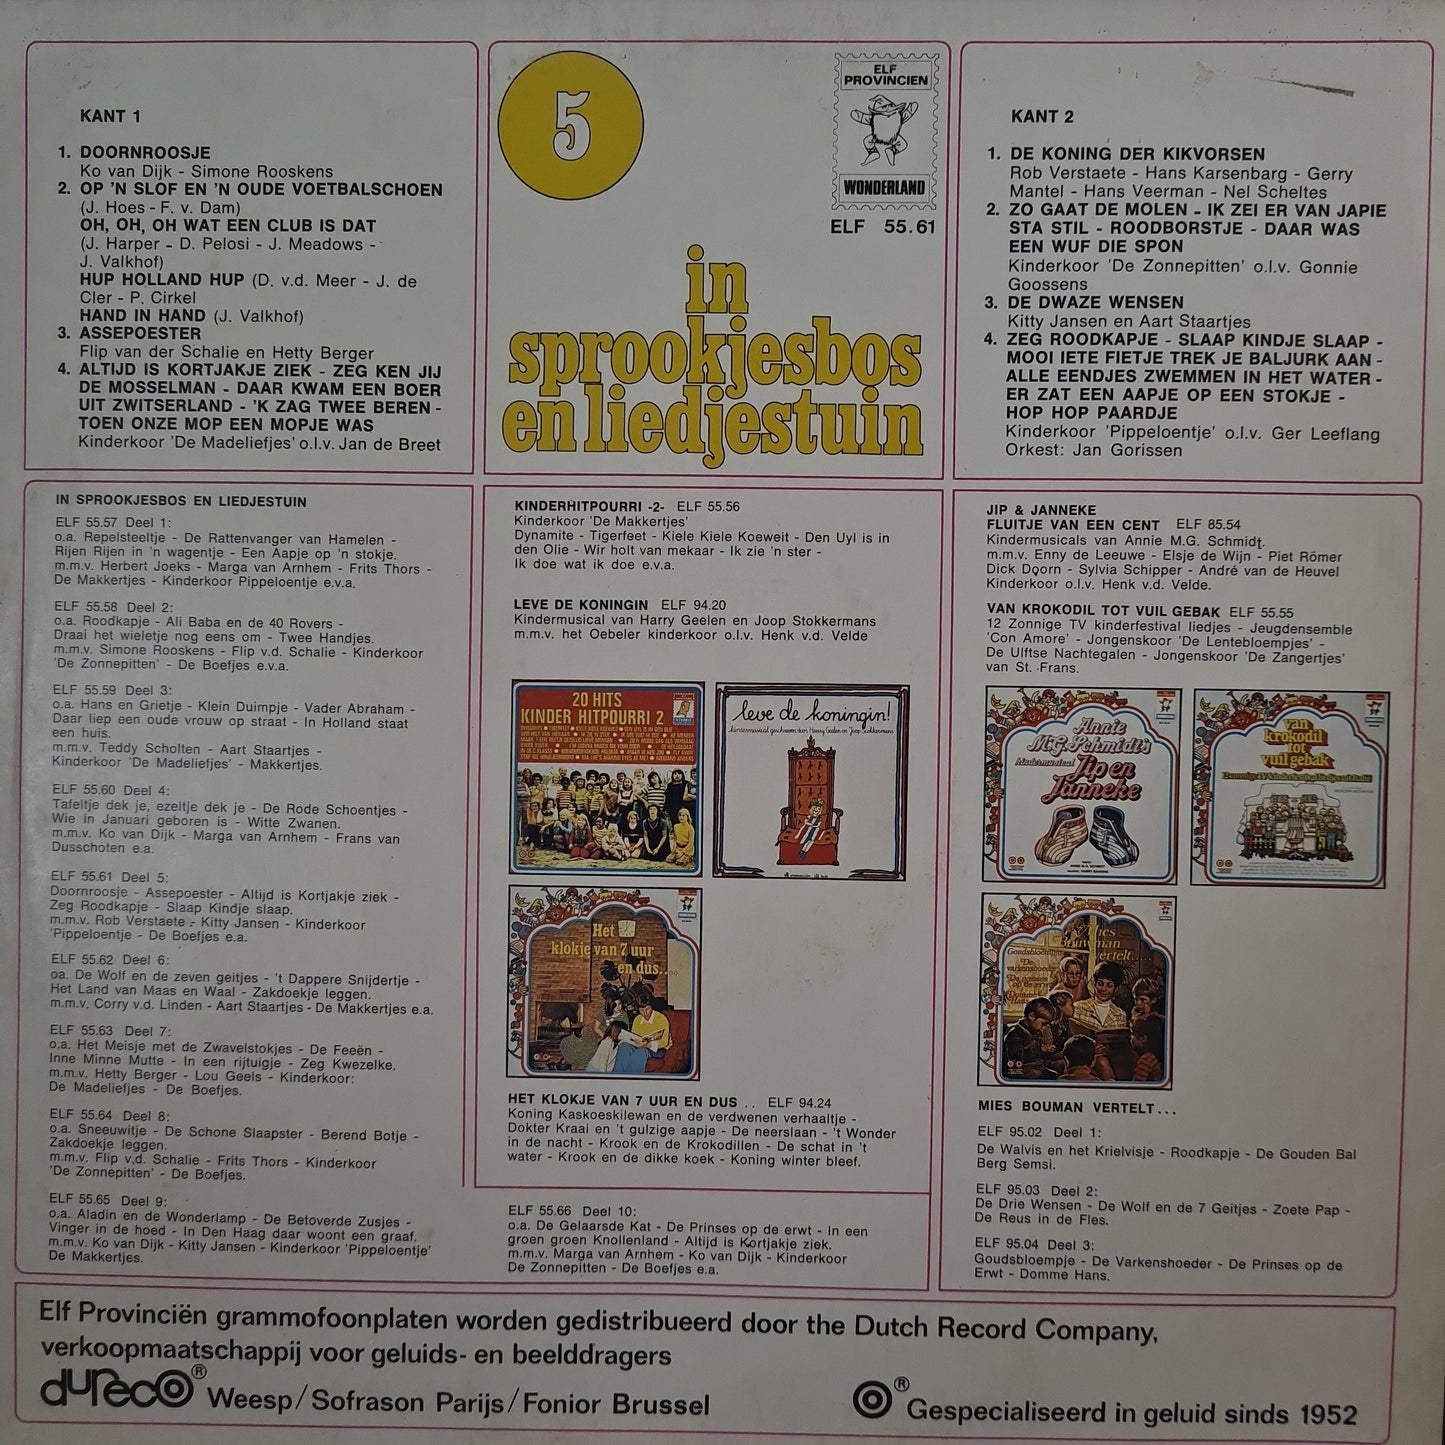 KANT 1
1. DOORNROOSJE
Ko van Dijk - Simone Rooskens
2. OP 'N SLOF EN 'N OUDE VOETBALSCHOEN
(J. Hoes - F. v. Dam)
OH, OH, OH WAT EEN CLUB IS DAT
(J. Harper - D. Pelosi - J. Meadows -
J. Valkhof)
HUP HOLLAND HUP (D. v.d. Meer - J. de
Cler - P. Cirkel
HAND IN HAND (J. Valkhof)
3. ASSEPOESTER
Flip van der Schalie en Hetty Berger
4. ALTIJD IS KORTJAKJE ZIEK - ZEG KEN JIJ
DE MOSSELMAN - DAAR KWAM EEN BOER
UIT ZWITSERLAND - 'K ZAG TWEE BEREN -
TOEN ONZE MOP EEN MOPJE WAS
Kinderkoor 'De Madeliefjes' o.l.v. Jan de Breet
5
ELF
PROVINCIEN
WONDERLAND
ELF 55.61
in
sprookjesbos
en liedjestuin
KANT 2
1. DE KONING DER KIKVORSEN
Rob Verstaete - Hans Karsenbarg - Gerry
Mantel - Hans Veerman - Nel Scheltes
2. ZO GAAT DE MOLEN - IK ZEI ER VAN JAPIE
STA STIL - ROODBORSTJE - DAAR WAS
EEN WUF DIE SPON
Kinderkoor 'De Zonnepitten' o.l.v. Gonnie
Goossens
3. DE DWAZE WENSEN
Kitty Jansen en Aart Staartjes
4. ZEG ROODKAPJE - SLAAP KINDJE SLAAP -
MOOI IETE FIETJE TREK JE BALJURK AAN -
ALLE EENDJES ZWEMMEN IN HET WATER -
ER ZAT EEN AAPJE OP EEN STOKJE -
HOP HOP PAARDJE
Kinderkoor 'Pippeloentje' o.l.v. Ger Leeflang
Orkest: Jan Gorissen
IN SPROOKJESBOS EN LIEDJESTUIN
ELF 55.57 Deel 1:
o.a. Repelsteeltje - De Rattenvanger van Hamelen -
Rijen Rijen in 'n wagentje - Een Aapje op 'n stokje.
m.m.v. Herbert Joeks - Marga van Arnhem - Frits Thors -
De Makkertjes - Kinderkoor Pippeloentje e.v.a.
ELF 55.58 Deel 2:
o.a. Roodkapje - Ali Baba en de 40 Rovers -
Draai het wieletje nog eens om - Twee Handjes.
m.m.v. Simone Rooskens - Flip v.d. Schalie - Kinderkoor
'De Zonnepitten' - De Boefjes e.v.a.
ELF 55.59 Deel 3:
o.a. Hans en Grietje - Klein Duimpje - Vader Abraham -
Daar liep een oude vrouw op straat - In Holland staat
een huis.
m.m.v. Teddy Scholten - Aart Staartjes -
Kinderkoor 'De Madeliefjes' - Makkertjes.
ELF 55.60 Deel 4:
Tafeltje dek je, ezeltje dek je - De Rode Schoentjes -
Wie in Januari geboren is - Witte Zwanen.
m.m.v. Ko van Dijk - Marga van Arnhem - Frans van
Dusschoten e.a.
ELF 55.61 Deel 5:
Doornroosje - Assepoester - Altijd is Kortjakje ziek -
Zeg Roodkapje - Slaap Kindje slaap.
m.m.v. Rob Verstaete - Kitty Jansen - Kinderkoor
'Pippeloentje - De Boefjes e.a.
ELF 55.62 Deel 6:
oa. De Wolf en de zeven geitjes - 't Dappere Snijdertje -
Het Land van Maas en Waal - Zakdoekje leggen.
m.m.v. Corry v.d. Linden - Aart Staartjes - De Makkertjes e.a.
ELF 55.63 Deel 7:
o.a. Het Meisje met de Zwavelstokjes - De Feeën -
Inne Minne Mutte - In een rijtuigje - Zeg Kwezelke.
m.m.v. Hetty Berger - Lou Geels - Kinderkoor:
De Madeliefjes - De Boefjes.
ELF 55.64 Deel 8:
o.a. Sneeuwitje - De Schone Slaapster - Berend Botje -
Zakdoekje leggen.
m.m.v. Flip v.d. Schalie - Frits Thors - Kinderkoor
'De Zonnepitten' - De Boefjes.
ELF 55.65 Deel 9:
o.a. Aladin en de Wonderlamp - De Betoverde Zusjes -
Vinger in de hoed - In Den Haag daar woont een graaf.
m.m.v. Ko van Dijk - Kitty Jansen - Kinderkoor 'Pippeloentje'
De Makkertjes.
KINDERHITPOURRI -2- ELF 55.56
Kinderkoor 'De Makkertjes'
Dynamite - Tigerfeet - Kiele Kiele Koeweit - Den Uyl is in
den Olie - Wir holt van mekaar - Ik zie 'n ster -
Ik doe wat ik doe e.v.a.
LEVE DE KONINGIN ELF 94.20
Kindermusical van Harry Geelen en Joop Stokkermans
m.m.v. het Oebeler kinderkoor o.l.v. Henk v.d. Velde
20 HITS
KINDER HITPOURRI 2
leve de koningin!
kindermusical geschreven door Harry Geelen en Joop Stokkermans
Het
klokje van 7 uur
en dus....
HET KLOKJE VAN 7 UUR EN DUS .. ELF 94.24
Koning Kaskoeskilewan en de verdwenen verhaaltje -
Dokter Kraai en 't gulzige aapje - De neerslaan - 't Wonder
in de nacht - Krook en de Krokodillen - De schat in 't
water - Krook en de dikke koek - Koning winter bleef.
ELF 55.66 Deel 10:
o.a. De Gelaarsde Kat - De Prinses op de erwt - In een
groen groen Knollenland - Altijd is Kortjakje ziek.
m.m.v. Marga van Arnhem - Ko van Dijk - Kinderkoor
De Zonnepitten - De Boefjes e.a.
JIP & JANNEKE
FLUITJE VAN EEN CENT ELF 85.54
Kindermusicals van Annie M.G. Schmidt.
m.m.v. Enny de Leeuwe - Elsje de Wijn - Piet Römer
Dick Doorn - Sylvia Schipper - André van de Heuvel
Kinderkoor o.l.v. Henk v.d. Velde.
VAN KROKODIL TOT VUIL GEBAK ELF 55.55
12 Zonnige TV kinderfestival liedjes - Jeugdensemble
'Con Amore' - Jongenskoor 'De Lentebloempjes' -
De Ulftse Nachtegalen - Jongenskoor 'De Zangertjes'
van St. Frans.
Annie
M.G. Schmidt's
kindermusical
Jip en
Janneke
van
krokodil
tot
vuil gebak
Mies
Bouwman
vertelt.....
Goudsbloempje
De
varkenshoeder
MIES BOUMAN VERTELT...
ELF 95.02 Deel 1:
De Walvis en het Krielvisje - Roodkapje - De Gouden Bal
Berg Semsi.
ELF 95.03 Deel 2:
De Drie Wensen - De Wolf en de 7 Geitjes - Zoete Pap -
De Reus in de Fles.
ELF 95.04 Deel 3:
Goudsbloempje - De Varkenshoeder - De Prinses op de
Erwt - Domme Hans.
Elf Provinciën grammofoonplaten worden gedistribueerd door the Dutch Record Company,
verkoopmaatschappij voor geluids- en beelddragers
dureco® Weesp/Sofrason Parijs/Fonior Brussel
® Gespecialiseerd in geluid sinds 1952